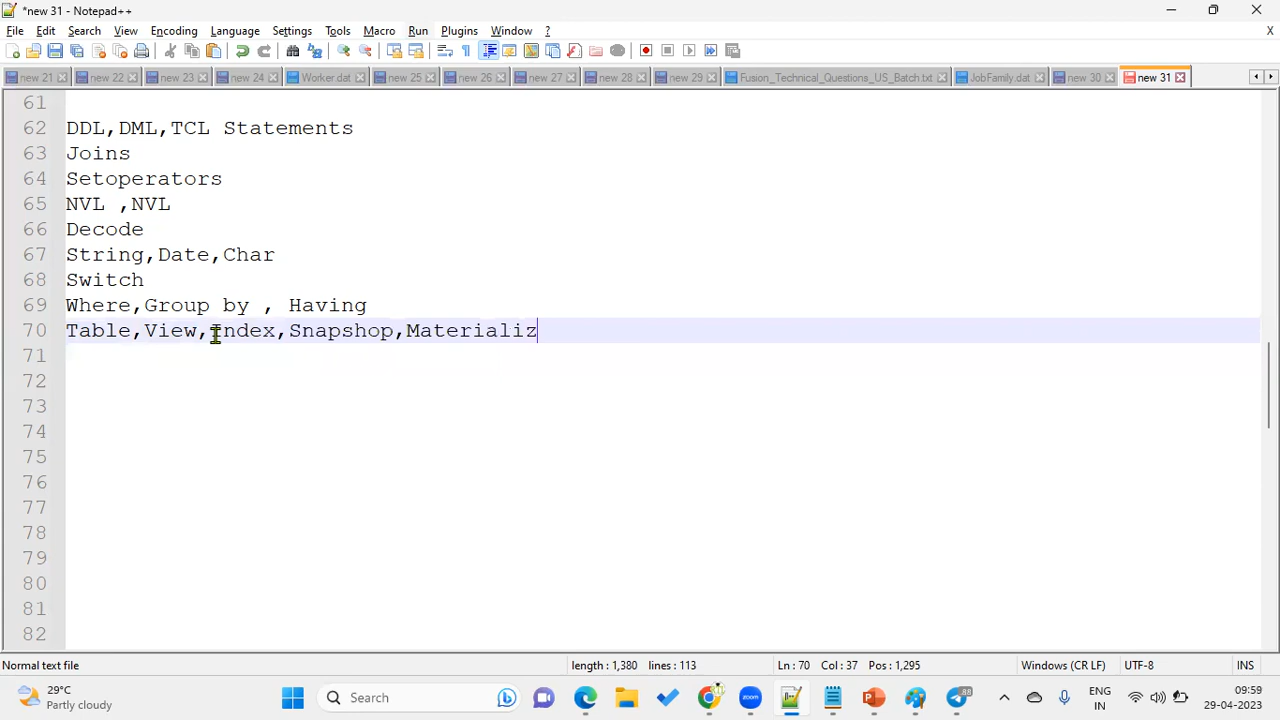 *new 31 - Notepad++
File Edit Search View Encoding Language Settings Tools Macro Run Plugins Window ?
X
new 21 new 22 new 23 new 24 Worker.dat new 25 new 26 new 27 new 28 new 29 Fusion_Technical_Questions_US_Batch.txt JobFamily.dat new 30 new 31
61
62 DDL,DML,TCL Statements
63 Joins
64 Setoperators
65 NVL ,NVL
66 Decode
67 String,Date,Char
68 Switch
69 Where,Group by , Having
70 Table,View,Index,Snapshop,Materializ
71
72
73
74
75
76
77
78
79
80
81
82
Normal text file length : 1,380 lines : 113 Ln : 70 Col : 37 Pos : 1,295 Windows (CR LF) UTF-8 INS
29°C
Partly cloudy
Search
zoom
88
ENG
IN
09:59
29-04-2023